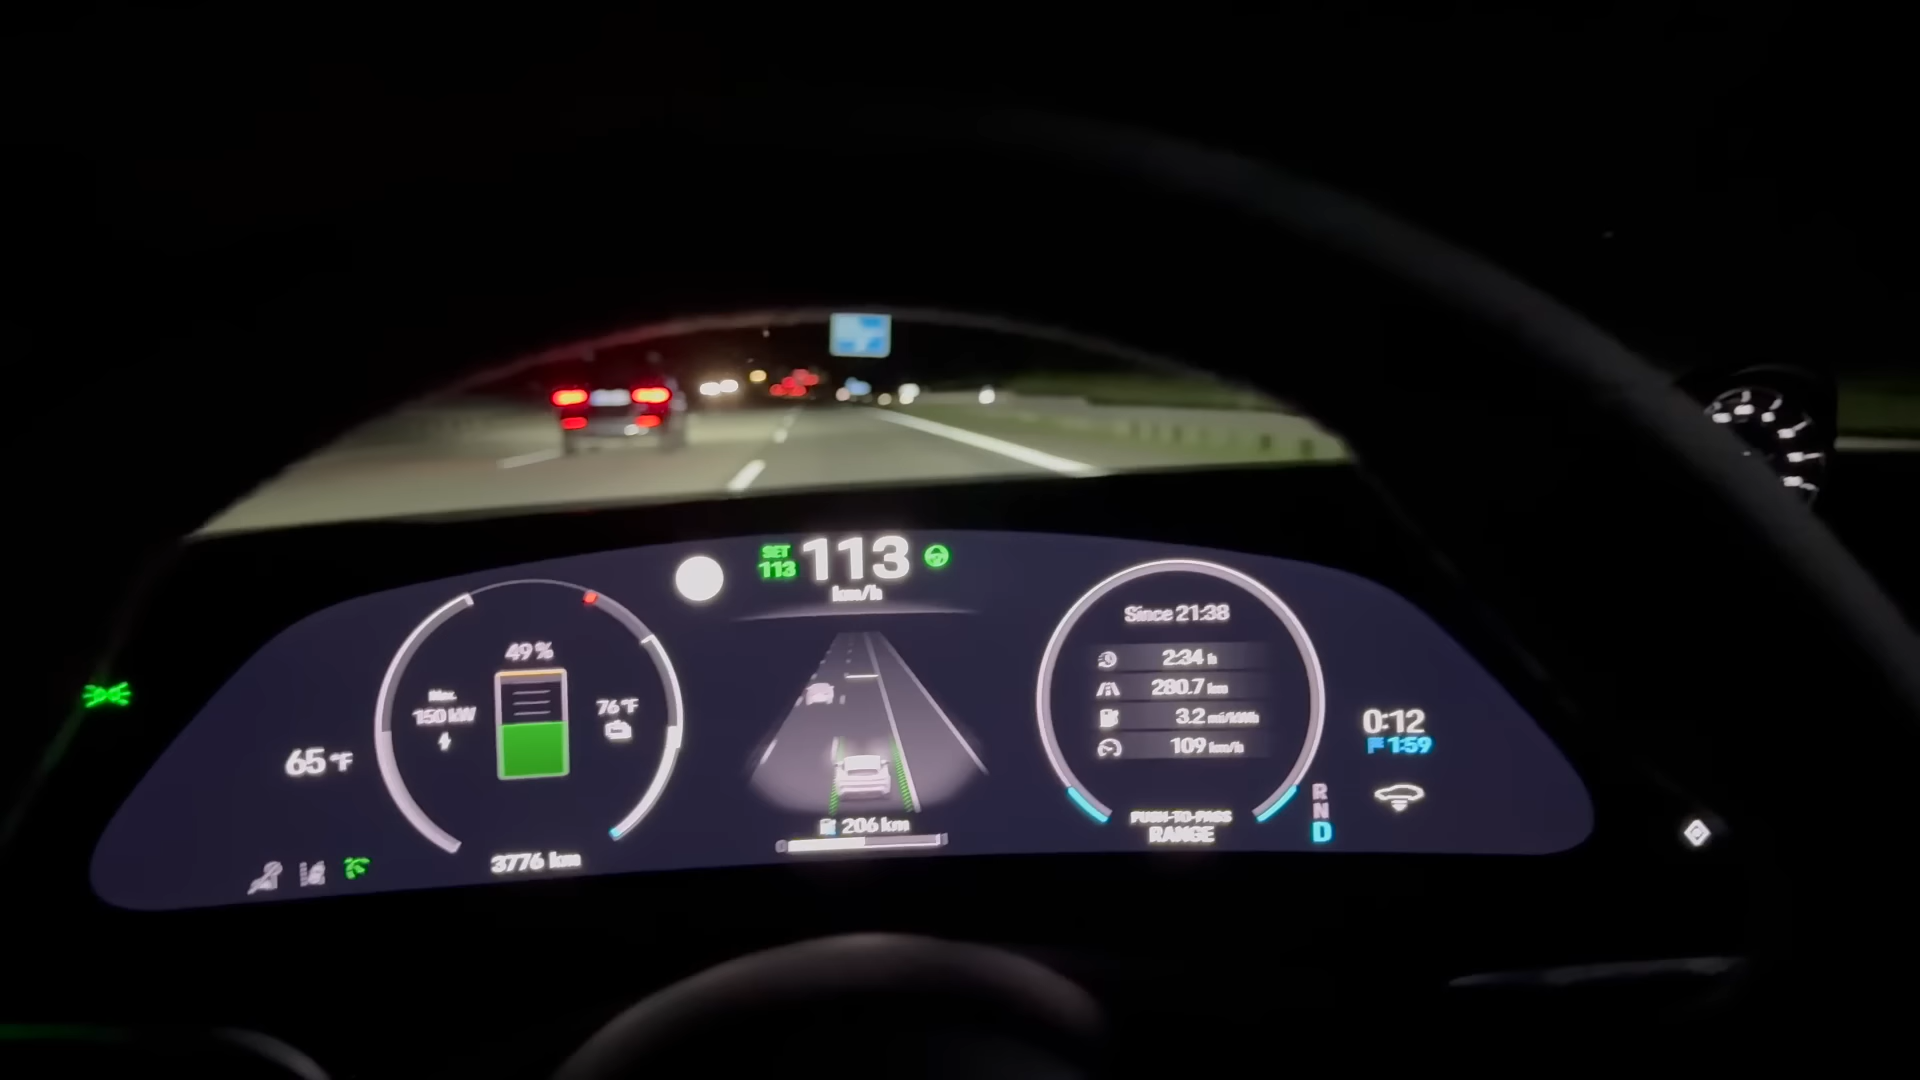 SET
113
113
km/h
Since 21:38
49%
2:34 h
Max.
150 kW
76°F
280.7 km
3.2 mi/kWh
109 km/h
65°F
0:12
1:59
R
N
D
206 km
PUSH-TO-PASS
RANGE
3776 km